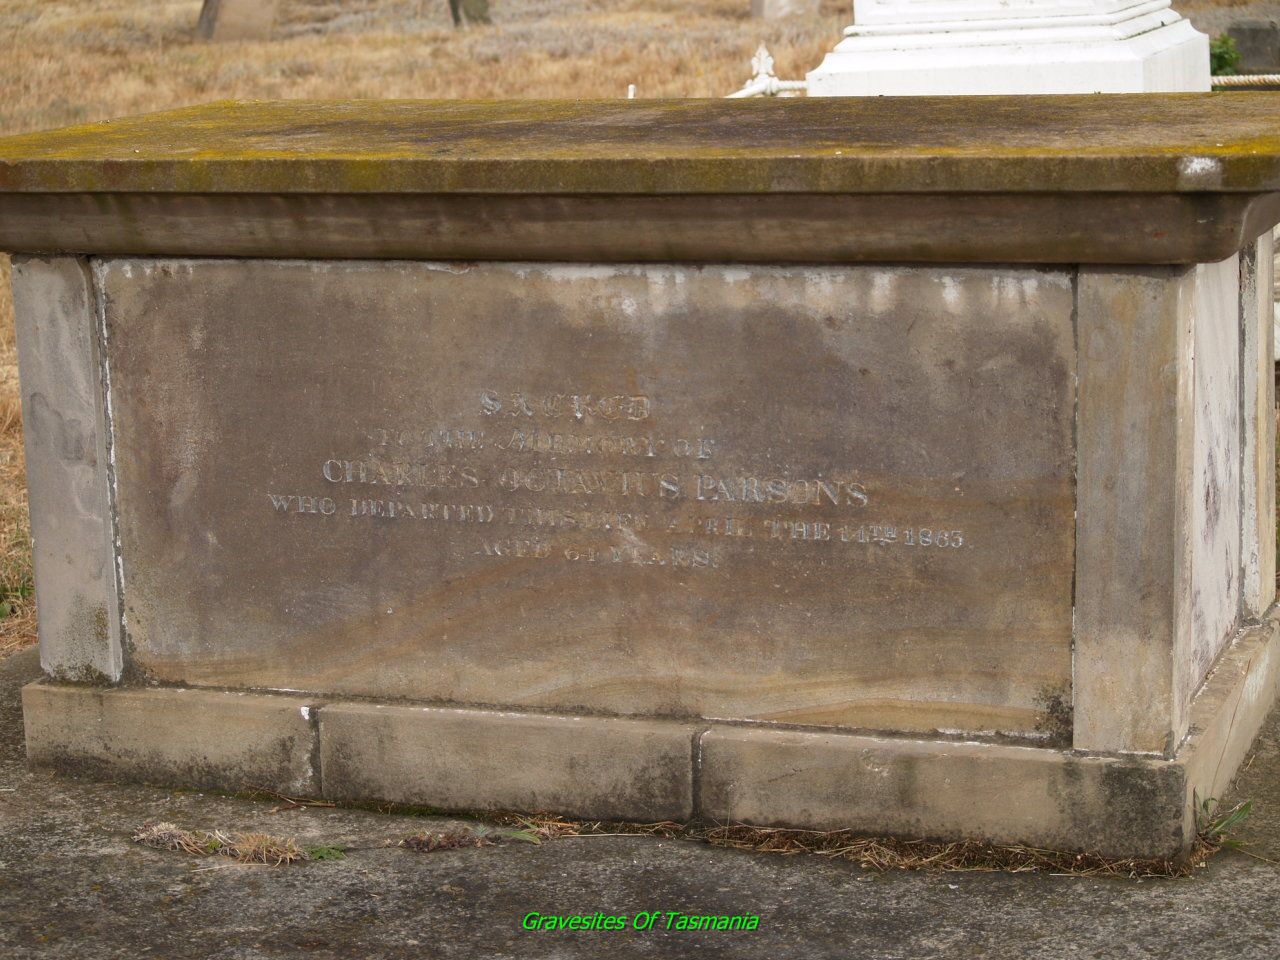 SACRED
TO THE MEMORY OF
CHARLES OCTAVIUS PARSONS
WHO DEPARTED THIS LIFE APRIL THE 14TH 1863.
AGED 64 YEARS.
Gravesites Of Tasmania